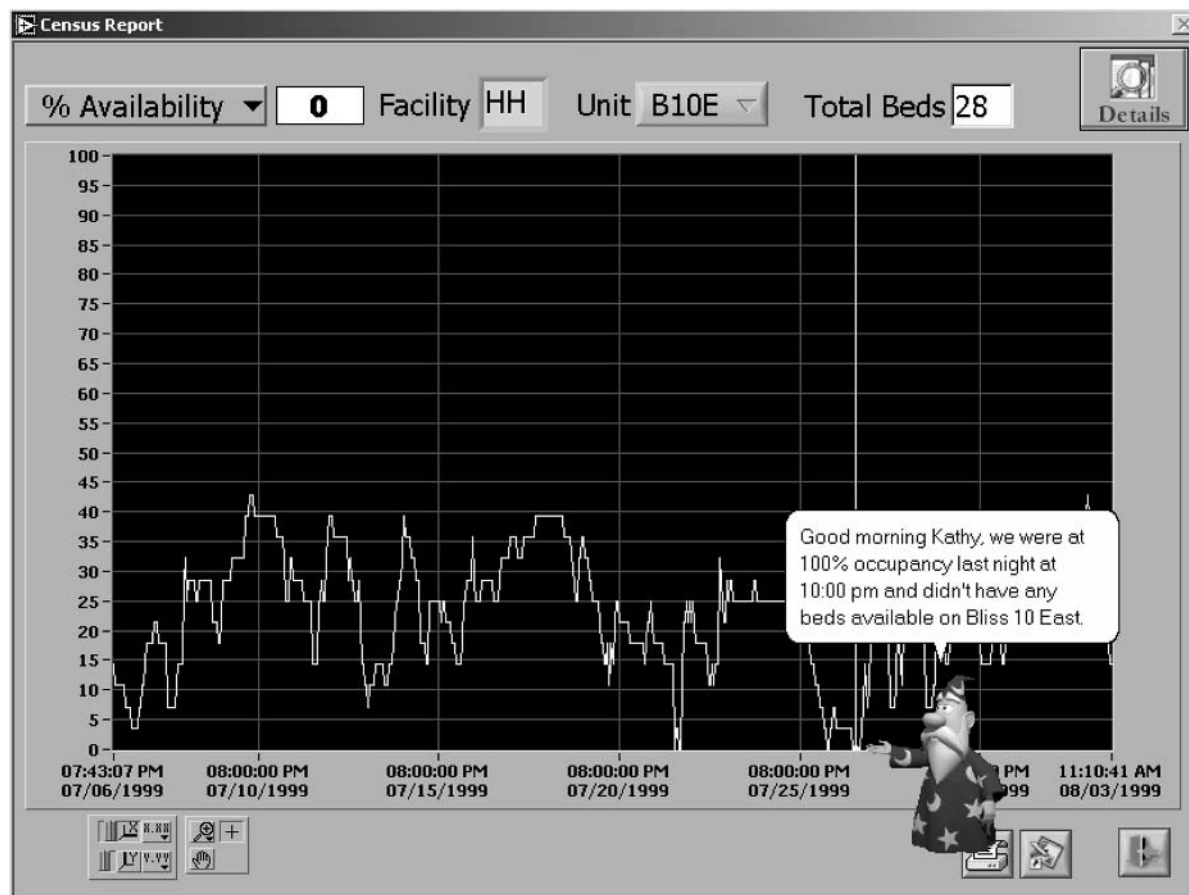 Census Report
% Availability 0 Facility HH Unit B10E Total Beds 28
Details
100
95
90
85
80
75
70
65
60
55
50
45
40
35
30
25
20
15
10
5
0
Good morning Kathy, we were at
100% occupancy last night at
10:00 pm and didn't have any
beds available on Bliss 10 East.
07:43:07 PM 08:00:00 PM 08:00:00 PM 08:00:00 PM 08:00:00 PM PM 11:10:41 AM
07/06/1999 07/10/1999 07/15/1999 07/20/1999 07/25/1999 1999 08/03/1999
X 8.88
Y Y.YY